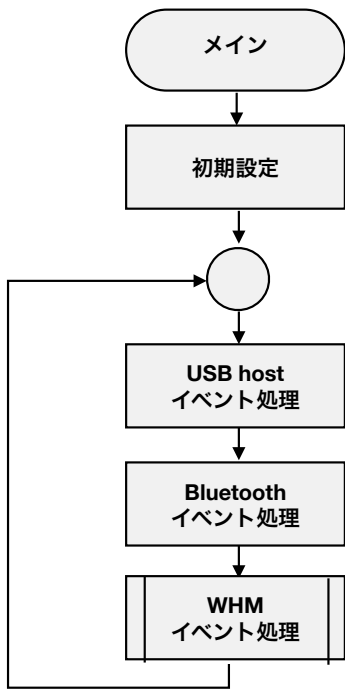 メイン
初期設定
USB host
イベント処理
Bluetooth
イベント処理
WHM
イベント処理